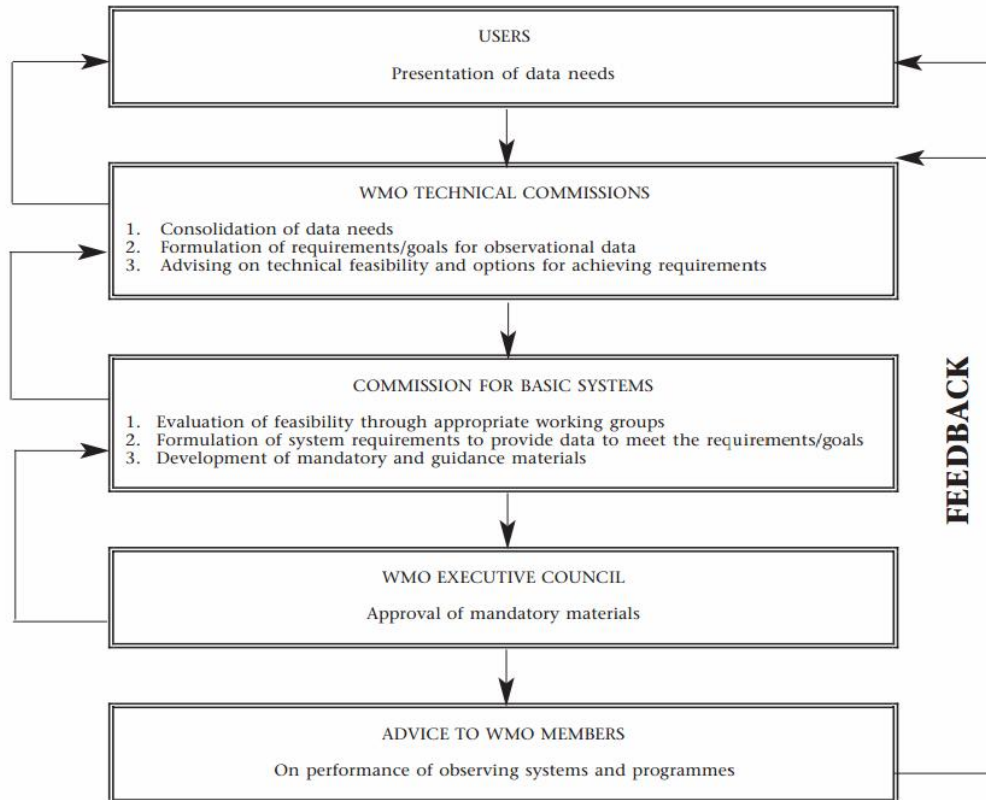 USERS
Presentation of data needs
WMO TECHNICAL COMMISSIONS
1. Consolidation of data needs
2. Formulation of requirements/goals for observational data
3. Advising on technical feasibility and options for achieving requirements
COMMISSION FOR BASIC SYSTEMS
1. Evaluation of feasibility through appropriate working groups
2. Formulation of system requirements to provide data to meet the requirements/goals
3. Development of mandatory and guidance materials
WMO EXECUTIVE COUNCIL
Approval of mandatory materials
ADVICE TO WMO MEMBERS
On performance of observing systems and programmes
FEEDBACK